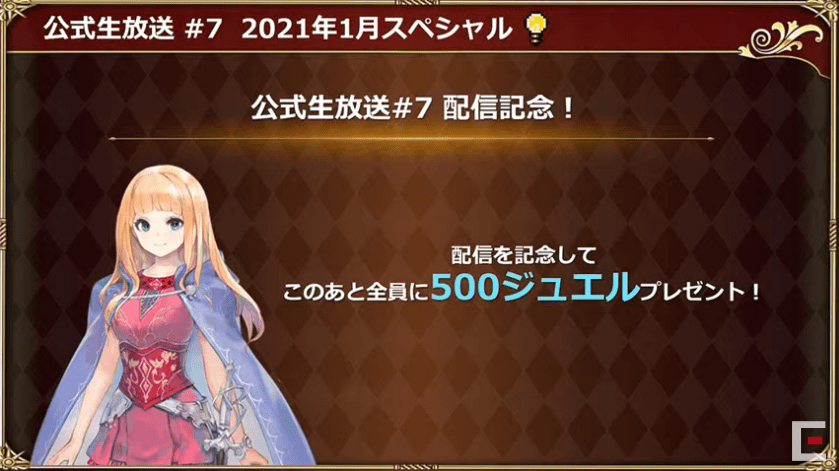 公式生放送 #7 2021年1月スペシャル
公式生放送#7 配信記念！
配信を記念して
このあと全員に500ジュエルプレゼント！